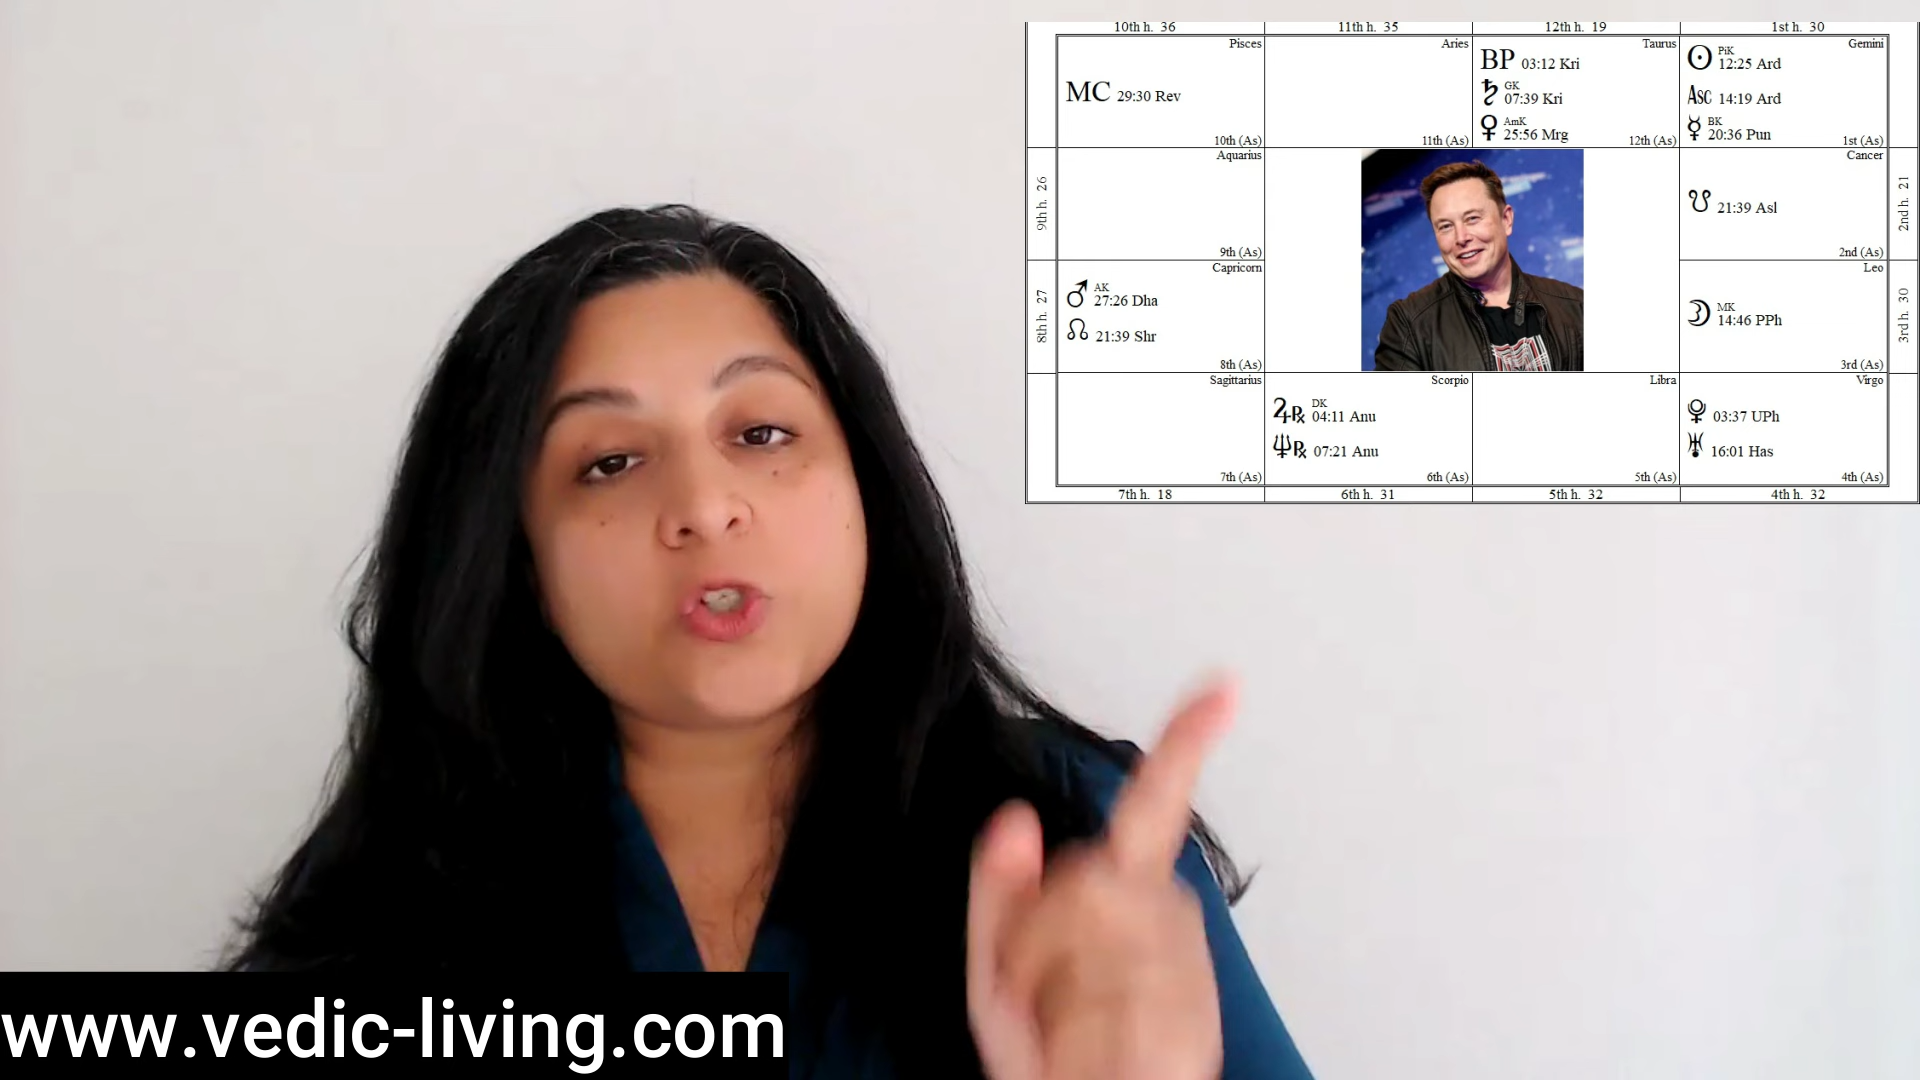 10th h. 36
11th h. 35
12th h. 19
1st h. 30
Pisces
MC 29:30 Rev
10th (As)
Aries
11th (As)
Taurus
BP 03:12 Kri
GK
07:39 Kri
AmK
25:56 Mrg
12th (As)
Gemini
PiK
12:25 Ard
Asc 14:19 Ard
BK
20:36 Pun
1st (As)
9th h. 26
Aquarius
9th (As)
Cancer
21:39 Asl
2nd (As)
2nd h. 21
8th h. 27
Capricorn
AK
27:26 Dha
21:39 Shr
8th (As)
Leo
MK
14:46 PPh
3rd (As)
3rd h. 30
Sagittarius
7th (As)
Scorpio
DK
04:11 Anu
07:21 Anu
6th (As)
Libra
5th (As)
Virgo
03:37 UPh
16:01 Has
4th (As)
7th h. 18
6th h. 31
5th h. 32
4th h. 32
www.vedic-living.com